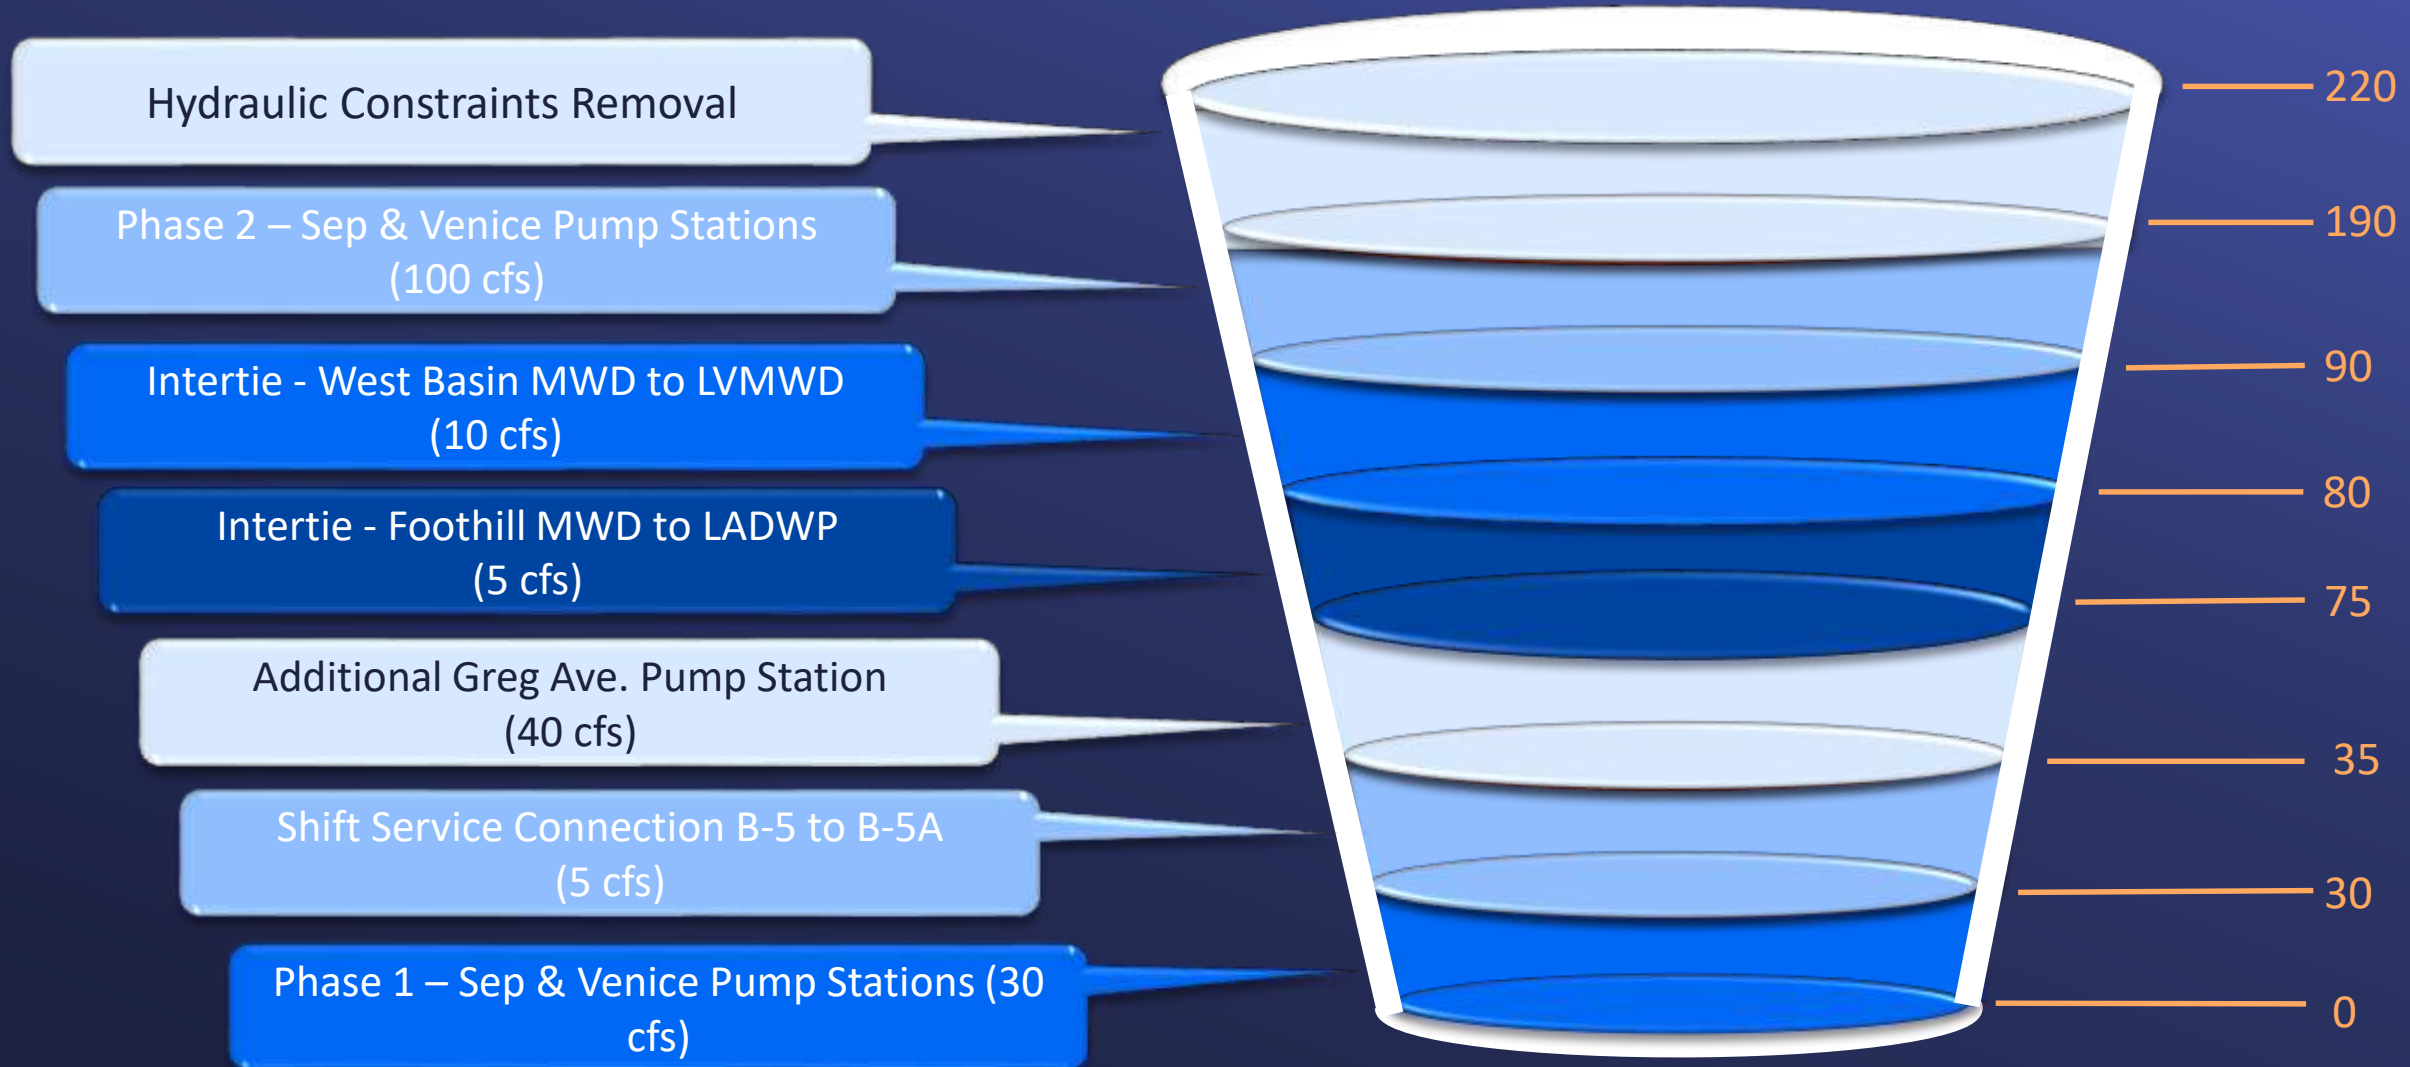 Hydraulic Constraints Removal
220
Phase 2 – Sep & Venice Pump Stations
(100 cfs)
190
Intertie - West Basin MWD to LVMWD
(10 cfs)
90
Intertie - Foothill MWD to LADWP
(5 cfs)
80
75
Additional Greg Ave. Pump Station
(40 cfs)
35
Shift Service Connection B-5 to B-5A
(5 cfs)
30
Phase 1 – Sep & Venice Pump Stations (30
cfs)
0